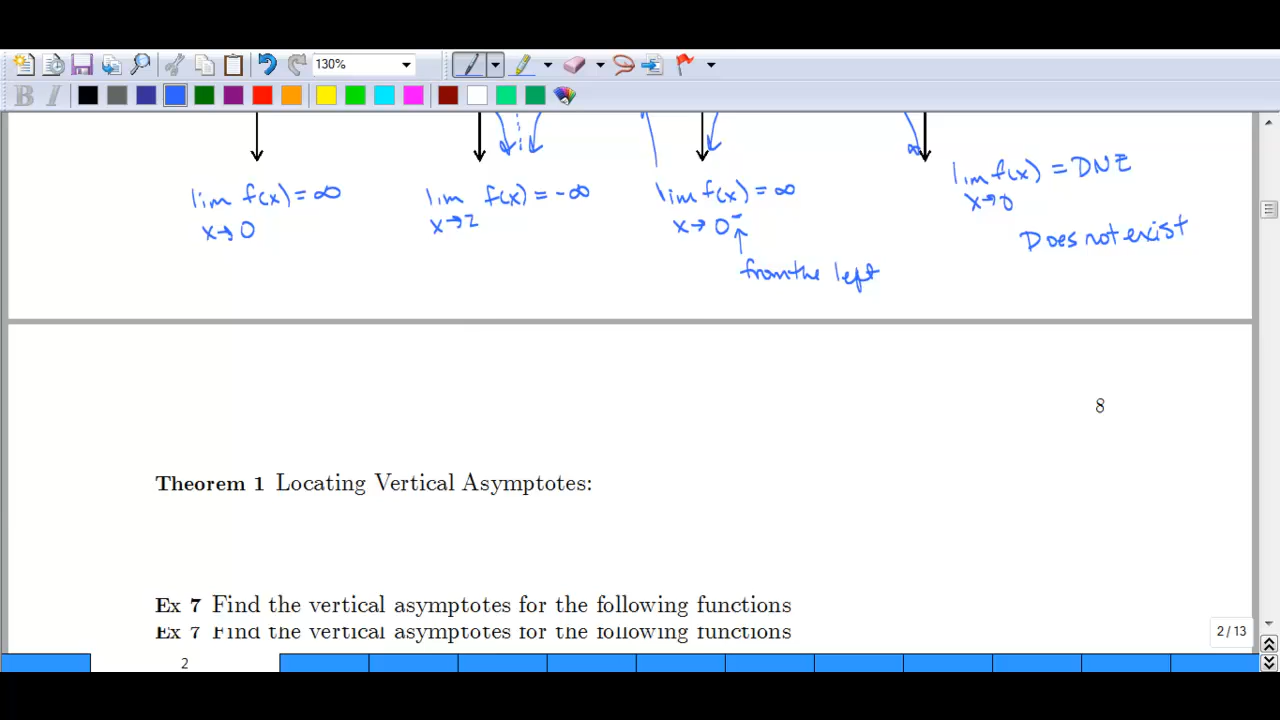 130%
B I
lim f(x) = ∞
x→0
lim f(x) = -∞
x→2
lim f(x) = ∞
x→0⁻
from the left
lim f(x) = DNE
x→0
Does not exist
8
Theorem 1 Locating Vertical Asymptotes:
Ex 7 Find the vertical asymptotes for the following functions
Ex 7 Find the vertical asymptotes for the following functions
2 / 13
2